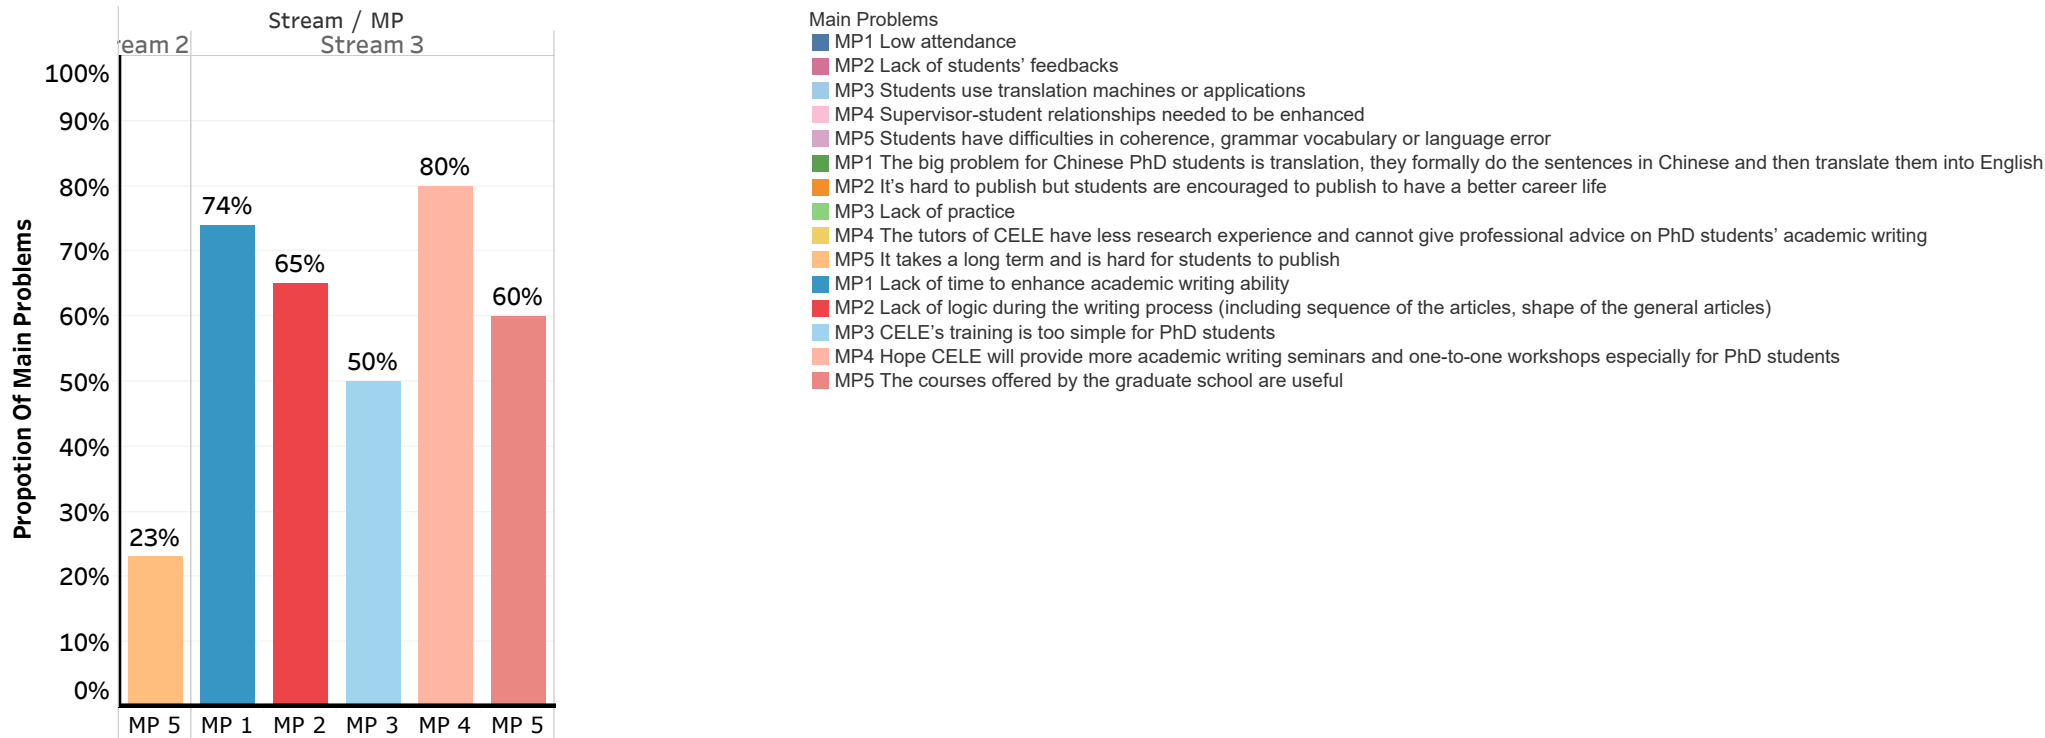 Stream / MP
ream 2
Stream 3
Propotion Of Main Problems
100%
90%
80%
70%
60%
50%
40%
30%
20%
10%
0%
23%
74%
65%
50%
80%
60%
MP 5
MP 1
MP 2
MP 3
MP 4
MP 5
Main Problems
MP1 Low attendance
MP2 Lack of students’ feedbacks
MP3 Students use translation machines or applications
MP4 Supervisor-student relationships needed to be enhanced
MP5 Students have difficulties in coherence, grammar vocabulary or language error
MP1 The big problem for Chinese PhD students is translation, they formally do the sentences in Chinese and then translate them into English
MP2 It’s hard to publish but students are encouraged to publish to have a better career life
MP3 Lack of practice
MP4 The tutors of CELE have less research experience and cannot give professional advice on PhD students’ academic writing
MP5 It takes a long term and is hard for students to publish
MP1 Lack of time to enhance academic writing ability
MP2 Lack of logic during the writing process (including sequence of the articles, shape of the general articles)
MP3 CELE’s training is too simple for PhD students
MP4 Hope CELE will provide more academic writing seminars and one-to-one workshops especially for PhD students
MP5 The courses offered by the graduate school are useful